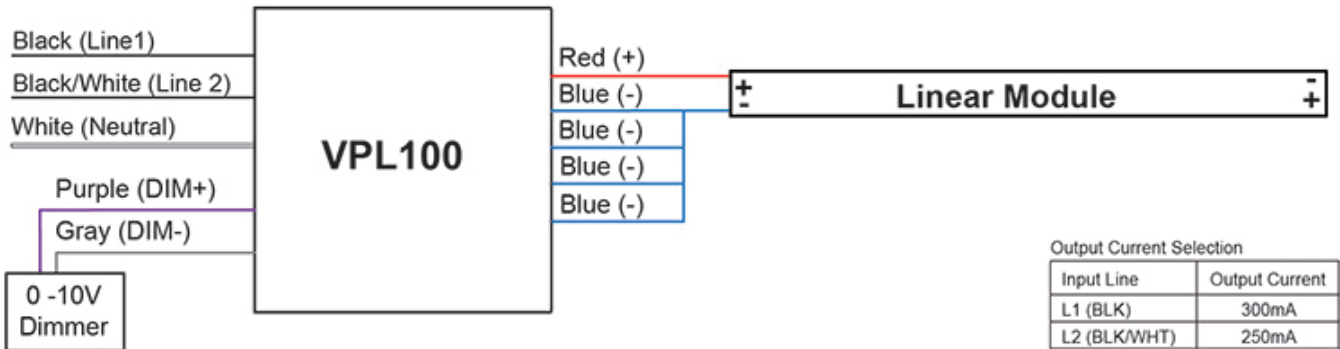 Black (Line1)
Black/White (Line 2)
White (Neutral)
Purple (DIM+)
Gray (DIM-)
0 -10V
Dimmer
VPL100
Red (+)
Blue (-)
Blue (-)
Blue (-)
Blue (-)
+
-
Linear Module
-
+
Output Current Selection
Input Line Output Current
L1 (BLK) 300mA
L2 (BLK/WHT) 250mA